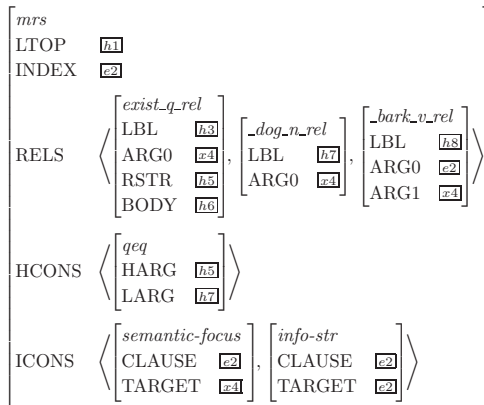 mrs
LTOP h1
INDEX e2
RELS ⟨[exist_q_rel LBL h3 ARG0 x4 RSTR h5 BODY h6], [_dog_n_rel LBL h7 ARG0 x4], [_bark_v_rel LBL h8 ARG0 e2 ARG1 x4]⟩
HCONS ⟨[qeq HARG h5 LARG h7]⟩
ICONS ⟨[semantic-focus CLAUSE e2 TARGET x4], [info-str CLAUSE e2 TARGET e2]⟩